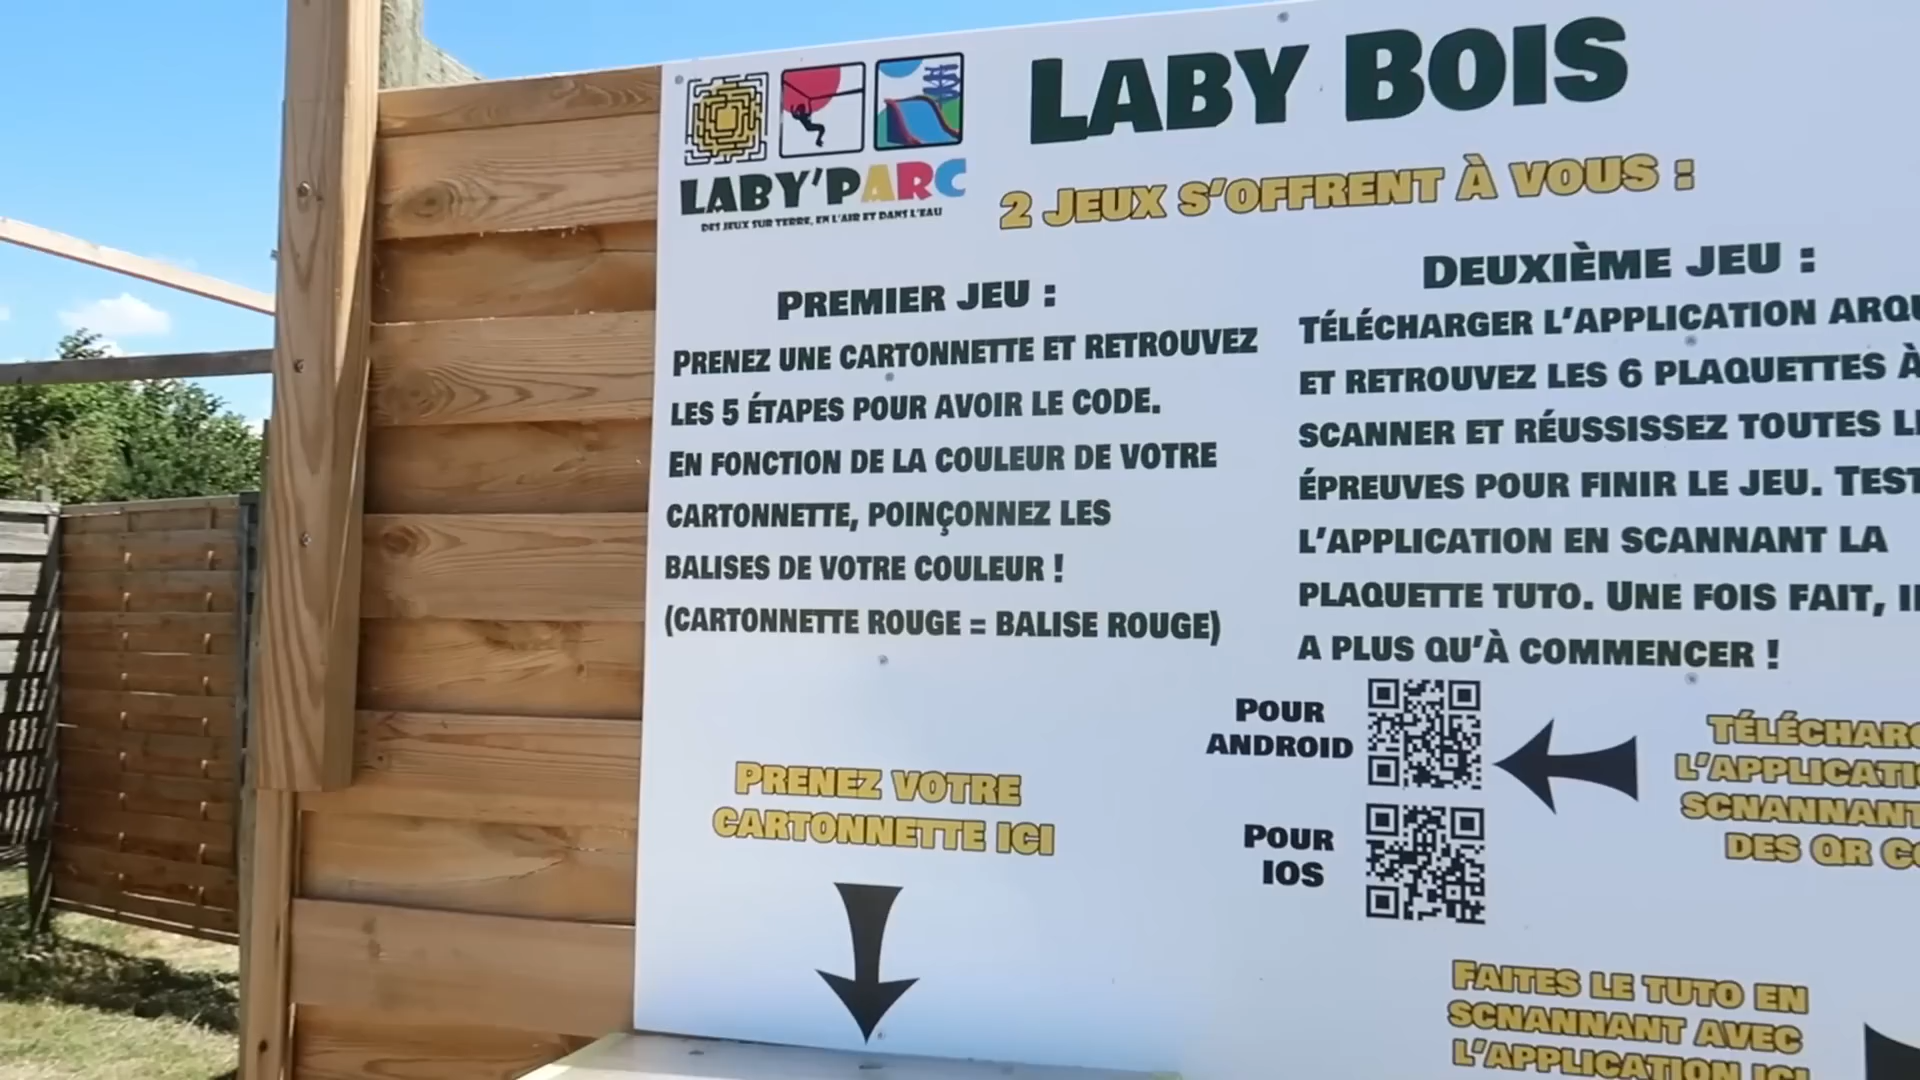 LABY BOIS
LABY'PARC
DES JEUX SUR TERRE, EN L'AIR ET DANS L'EAU
2 JEUX S'OFFRENT À VOUS :
PREMIER JEU :
PRENEZ UNE CARTONNETTE ET RETROUVEZ
LES 5 ÉTAPES POUR AVOIR LE CODE.
EN FONCTION DE LA COULEUR DE VOTRE
CARTONNETTE, POINÇONNEZ LES
BALISES DE VOTRE COULEUR !
(CARTONNETTE ROUGE = BALISE ROUGE)
PRENEZ VOTRE
CARTONNETTE ICI
DEUXIÈME JEU :
TÉLÉCHARGER L'APPLICATION
ET RETROUVEZ LES 6 PLAQUETTES À
SCANNER ET RÉUSSISSEZ TOUTES
ÉPREUVES POUR FINIR LE JEU.
L'APPLICATION EN SCANNANT LA
PLAQUETTE TUTO. UNE FOIS FAIT,
A PLUS QU'À COMMENCER !
POUR
ANDROID
POUR
IOS
SCNANNANT
DES QR
FAITES LE TUTO EN
SCNANNANT AVEC
L'APPLICATION ICI